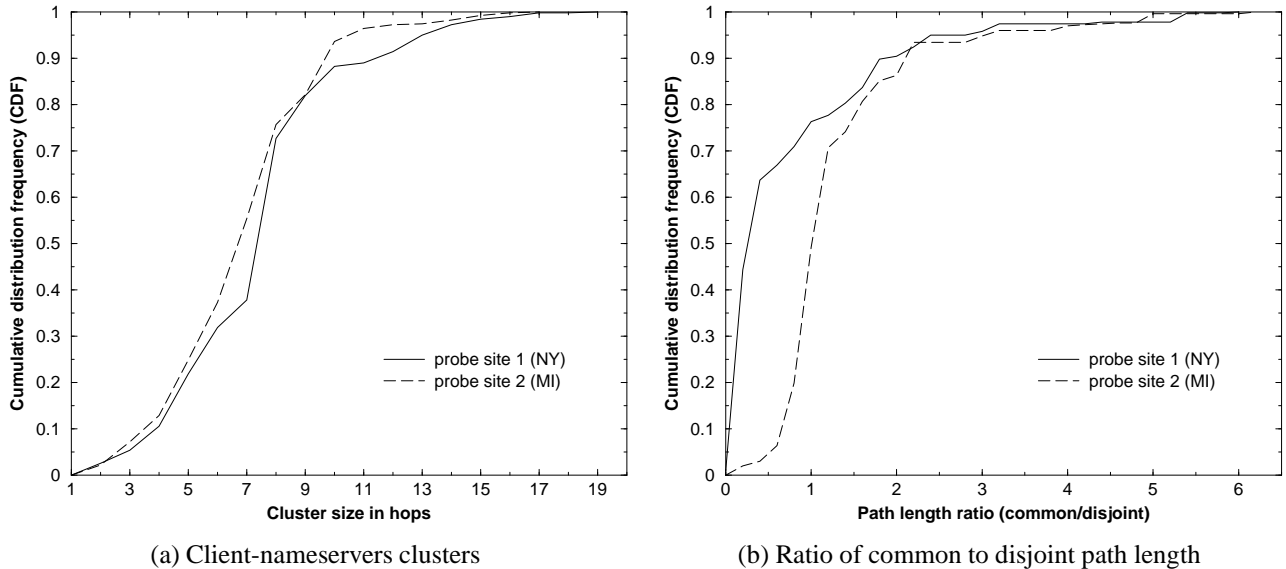 1
0.9
0.8
0.7
0.6
0.5
0.4
0.3
0.2
0.1
0
Cumulative distribution frequency (CDF)
probe site 1 (NY)
probe site 2 (MI)
1 3 5 7 9 11 13 15 17 19
Cluster size in hops
(a) Client-nameservers clusters
1
0.9
0.8
0.7
0.6
0.5
0.4
0.3
0.2
0.1
0
Cumulative distribution frequency (CDF)
probe site 1 (NY)
probe site 2 (MI)
0 1 2 3 4 5 6
Path length ratio (common/disjoint)
(b) Ratio of common to disjoint path length